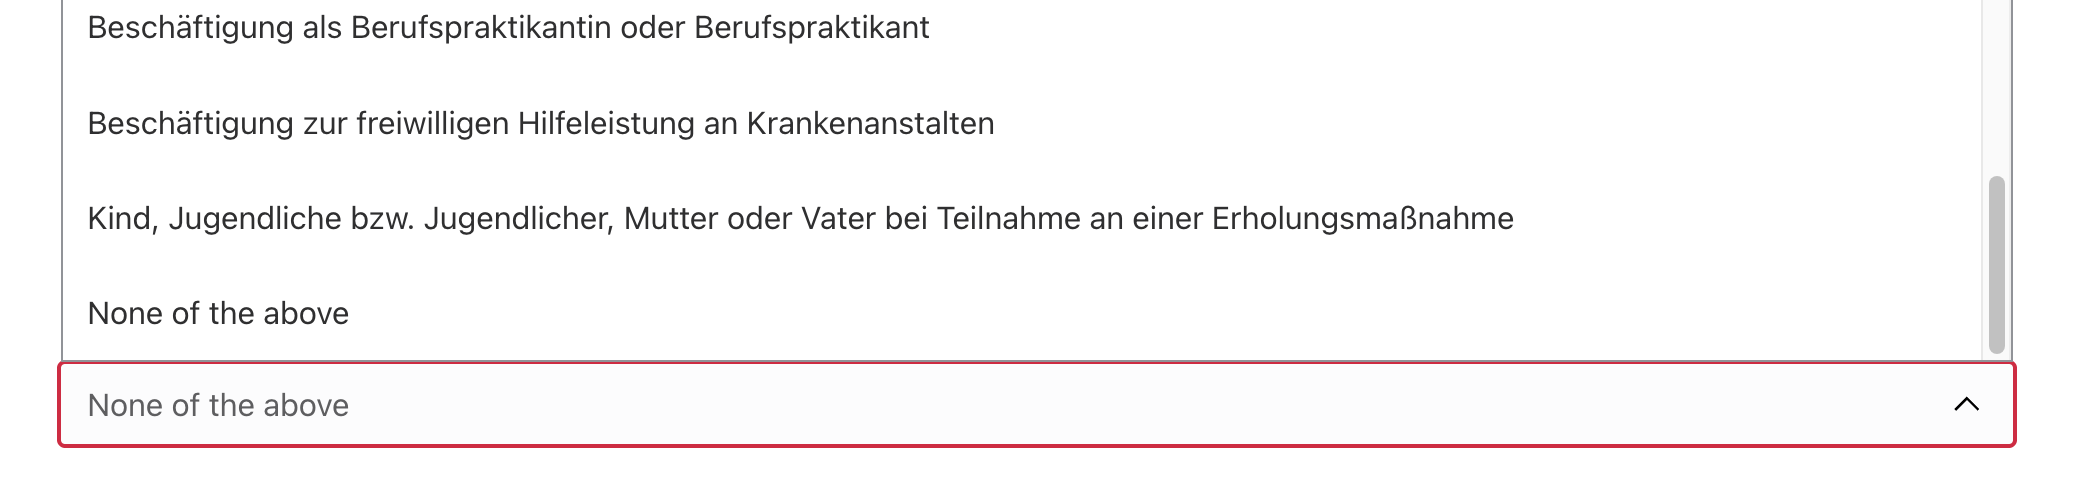 Beschäftigung als Berufspraktikantin oder Berufspraktikant
Beschäftigung zur freiwilligen Hilfeleistung an Krankenanstalten
Kind, Jugendliche bzw. Jugendlicher, Mutter oder Vater bei Teilnahme an einer Erholungsmaßnahme
None of the above
None of the above